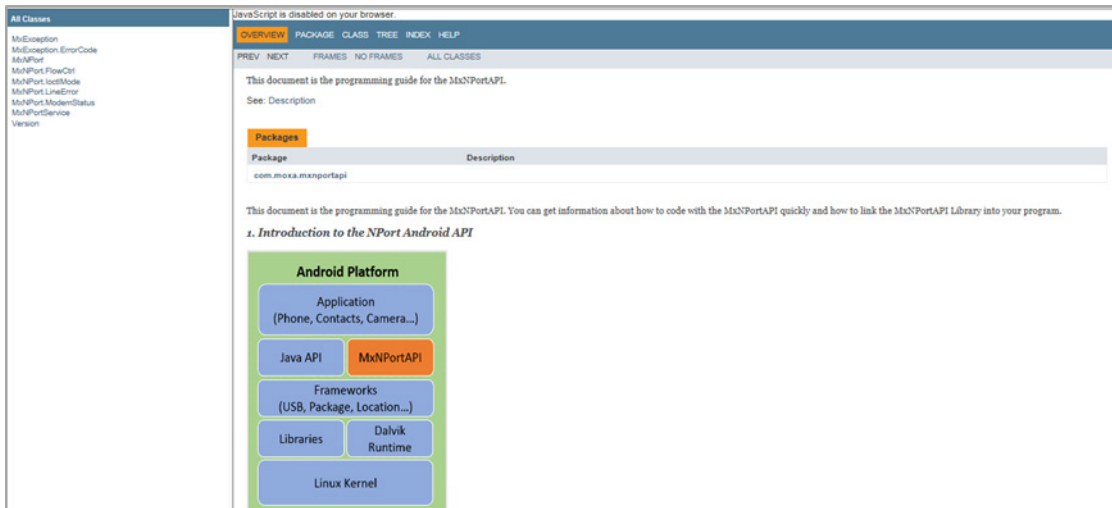 All Classes
MxException
MxException.ErrorCode
MxNPort
MxNPort.FlowCtrl
MxNPort.IoctlMode
MxNPort.LineError
MxNPort.ModemStatus
MxNPortService
Version
JavaScript is disabled on your browser.
OVERVIEW PACKAGE CLASS TREE INDEX HELP
PREV NEXT FRAMES NO FRAMES ALL CLASSES
This document is the programming guide for the MxNPortAPI.
See: Description
Packages
Package Description
com.moxa.mxnportapi
This document is the programming guide for the MxNPortAPI. You can get information about how to code with the MxNPortAPI quickly and how to link the MxNPortAPI Library into your program.
1. Introduction to the NPort Android API
Android Platform
Application
(Phone, Contacts, Camera...)
Java API MxNPortAPI
Frameworks
(USB, Package, Location...)
Libraries Dalvik
Runtime
Linux Kernel